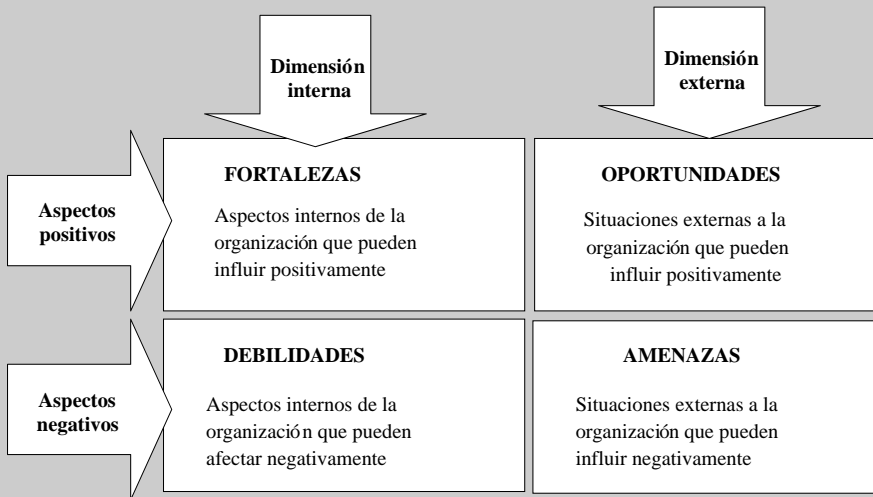 Dimensión
interna
Dimensión
externa
Aspectos
positivos
FORTALEZAS
Aspectos internos de la
organización que pueden
influir positivamente
OPORTUNIDADES
Situaciones externas a la
organización que pueden
influir positivamente
Aspectos
negativos
DEBILIDADES
Aspectos internos de la
organización que pueden
afectar negativamente
AMENAZAS
Situaciones externas a la
organización que pueden
influir negativamente